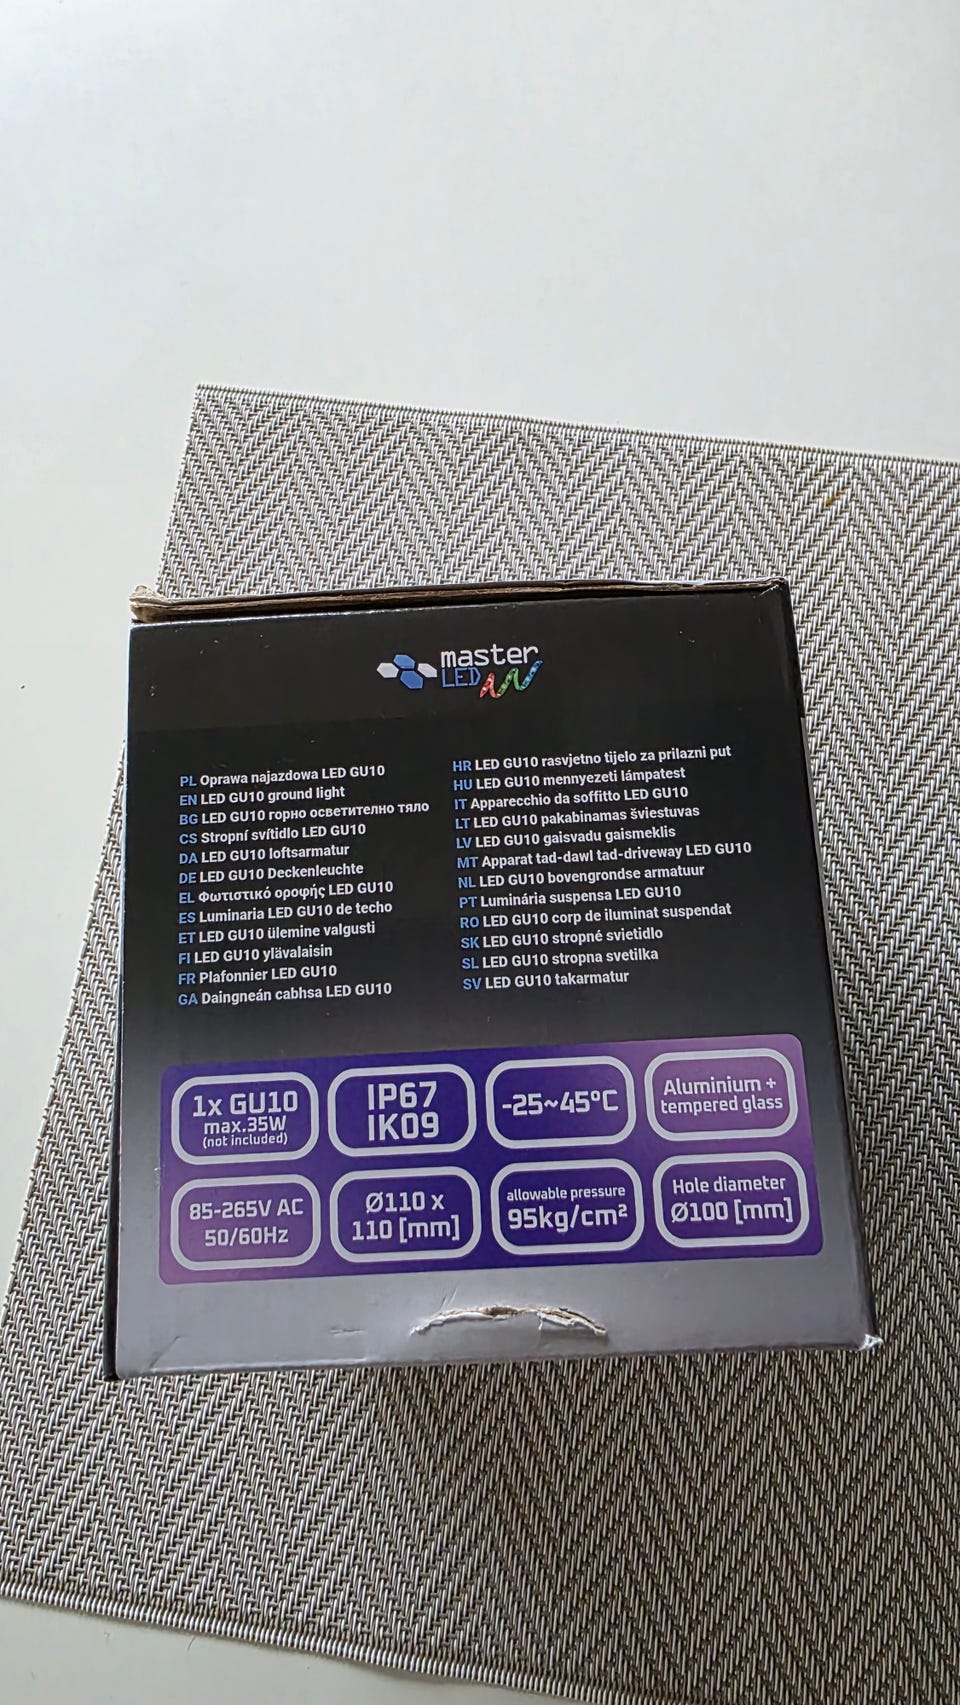 master
LED
PL Oprawa najazdowa LED GU10
EN LED GU10 ground light
BG LED GU10 горно осветително тяло
CS Stropní svítidlo LED GU10
DA LED GU10 loftsarmatur
DE LED GU10 Deckenleuchte
EL Φωτιστικό οροφής LED GU10
ES Luminaria LED GU10 de techo
ET LED GU10 ülemine valgusti
FI LED GU10 ylävalaisin
FR Plafonnier LED GU10
GA Daingneán cabhsa LED GU10
HR LED GU10 rasvjetno tijelo za prilazni put
HU LED GU10 mennyezeti lámpatest
IT Apparecchio da soffitto LED GU10
LT LED GU10 pakabinamas šviestuvas
LV LED GU10 gaisvadu gaismeklis
MT Apparat tad-dawl tad-driveway LED GU10
NL LED GU10 bovengrondse armatuur
PT Luminária suspensa LED GU10
RO LED GU10 corp de iluminat suspendat
SK LED GU10 stropné svietidlo
SL LED GU10 stropna svetilka
SV LED GU10 takarmatur
1x GU10
max.35W
(not included)
IP67
IK09
-25~45°C
Aluminium +
tempered glass
85-265V AC
50/60Hz
Ø110 x
110 [mm]
allowable pressure
95kg/cm²
Hole diameter
Ø100 [mm]